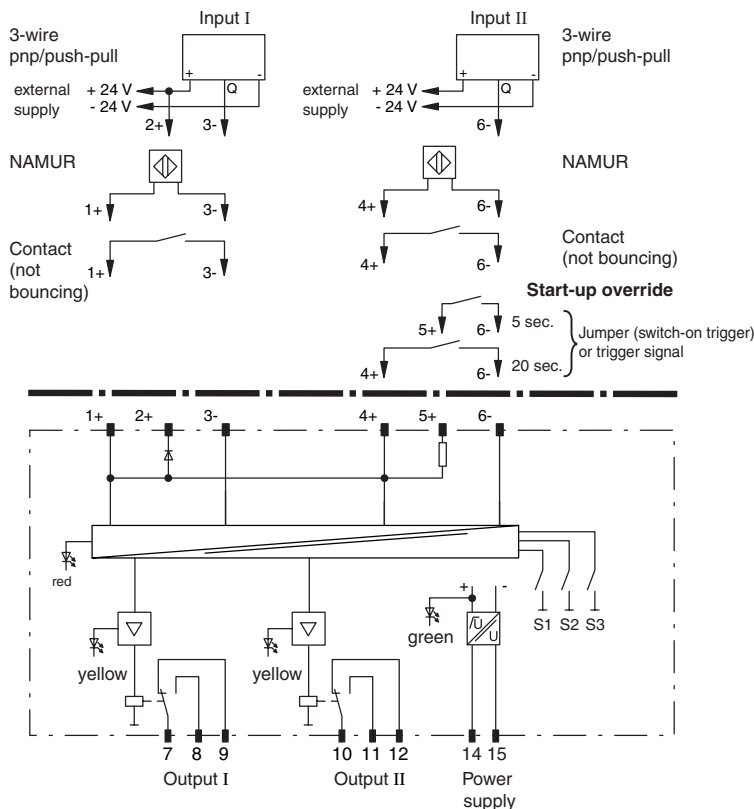 Input I
Input II
3-wire
pnp/push-pull
3-wire
pnp/push-pull
+ -
Q
+ -
Q
external
supply
+ 24 V
- 24 V
external
supply
+ 24 V
- 24 V
2+ 3-
6-
NAMUR
NAMUR
1+ 3-
4+ 6-
Contact
(not
bouncing)
1+ 3-
Contact
(not bouncing)
4+ 6-
Start-up override
5+ 6- 5 sec.
4+ 6- 20 sec.
Jumper (switch-on trigger)
or trigger signal
1+ 2+ 3- 4+ 5+ 6-
red
+ -
S1 S2 S3
yellow
yellow
green
U
U
7 8 9 10 11 12 14 15
Output I
Output II
Power
supply